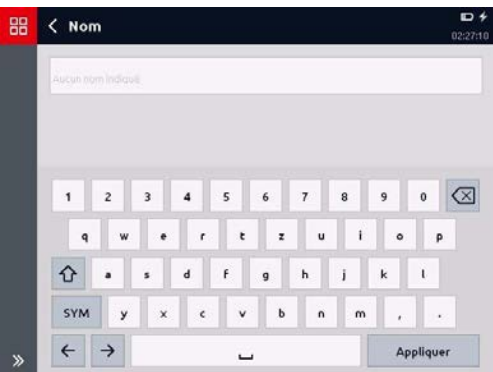 Nom
02:27:10
Aucun nom indiqué
1 2 3 4 5 6 7 8 9 0
q w e r t z u i o p
a s d f g h j k l
SYM y x c v b n m , .
Appliquer